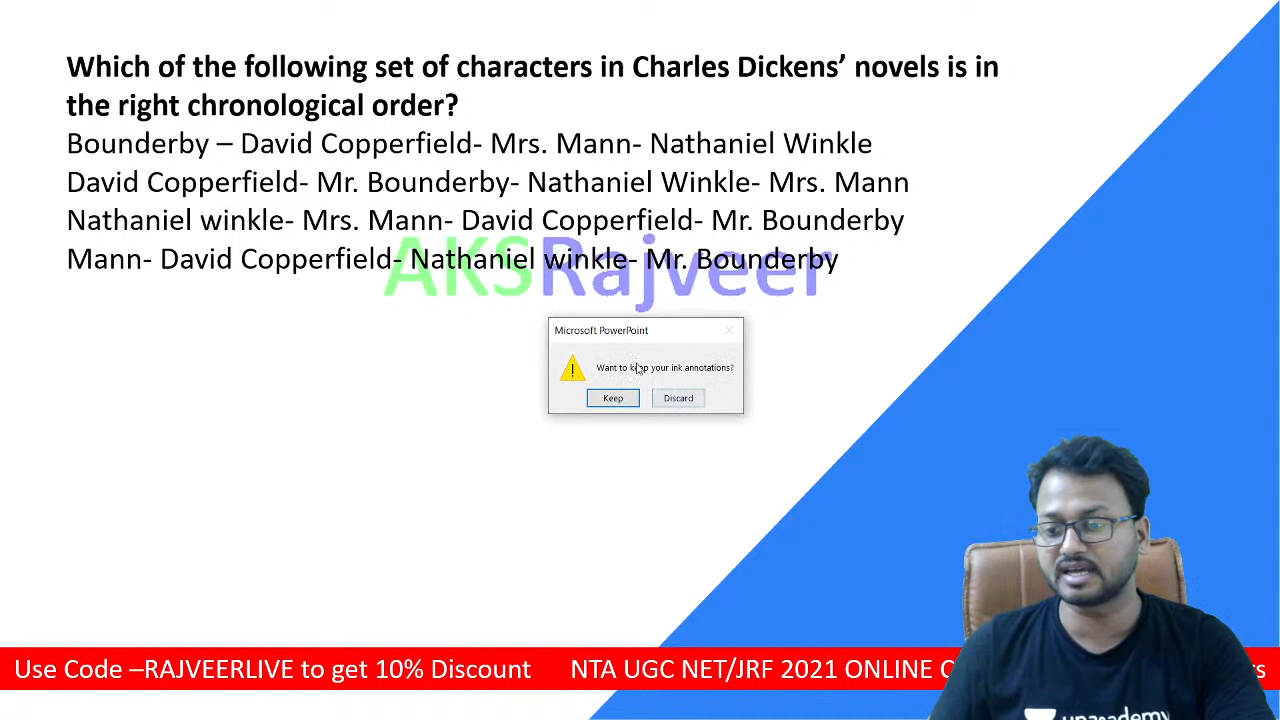 Which of the following set of characters in Charles Dickens’ novels is in
the right chronological order?
Bounderby – David Copperfield- Mrs. Mann- Nathaniel Winkle
David Copperfield- Mr. Bounderby- Nathaniel Winkle- Mrs. Mann
Nathaniel winkle- Mrs. Mann- David Copperfield- Mr. Bounderby
Mann- David Copperfield- Nathaniel winkle- Mr. Bounderby
AKSRajveer
Microsoft PowerPoint
Want to keep your ink annotations?
Keep Discard
Use Code –RAJVEERLIVE to get 10% Discount NTA UGC NET/JRF 2021 ONLINE
unacademy